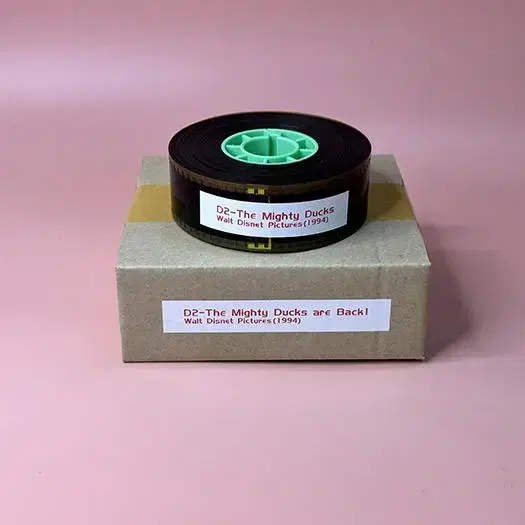 D2-The Mighty Ducks
Walt Disnet Pictures(1994)
D2-The Mighty Ducks are Back!
Walt Disnet Pictures(1994)